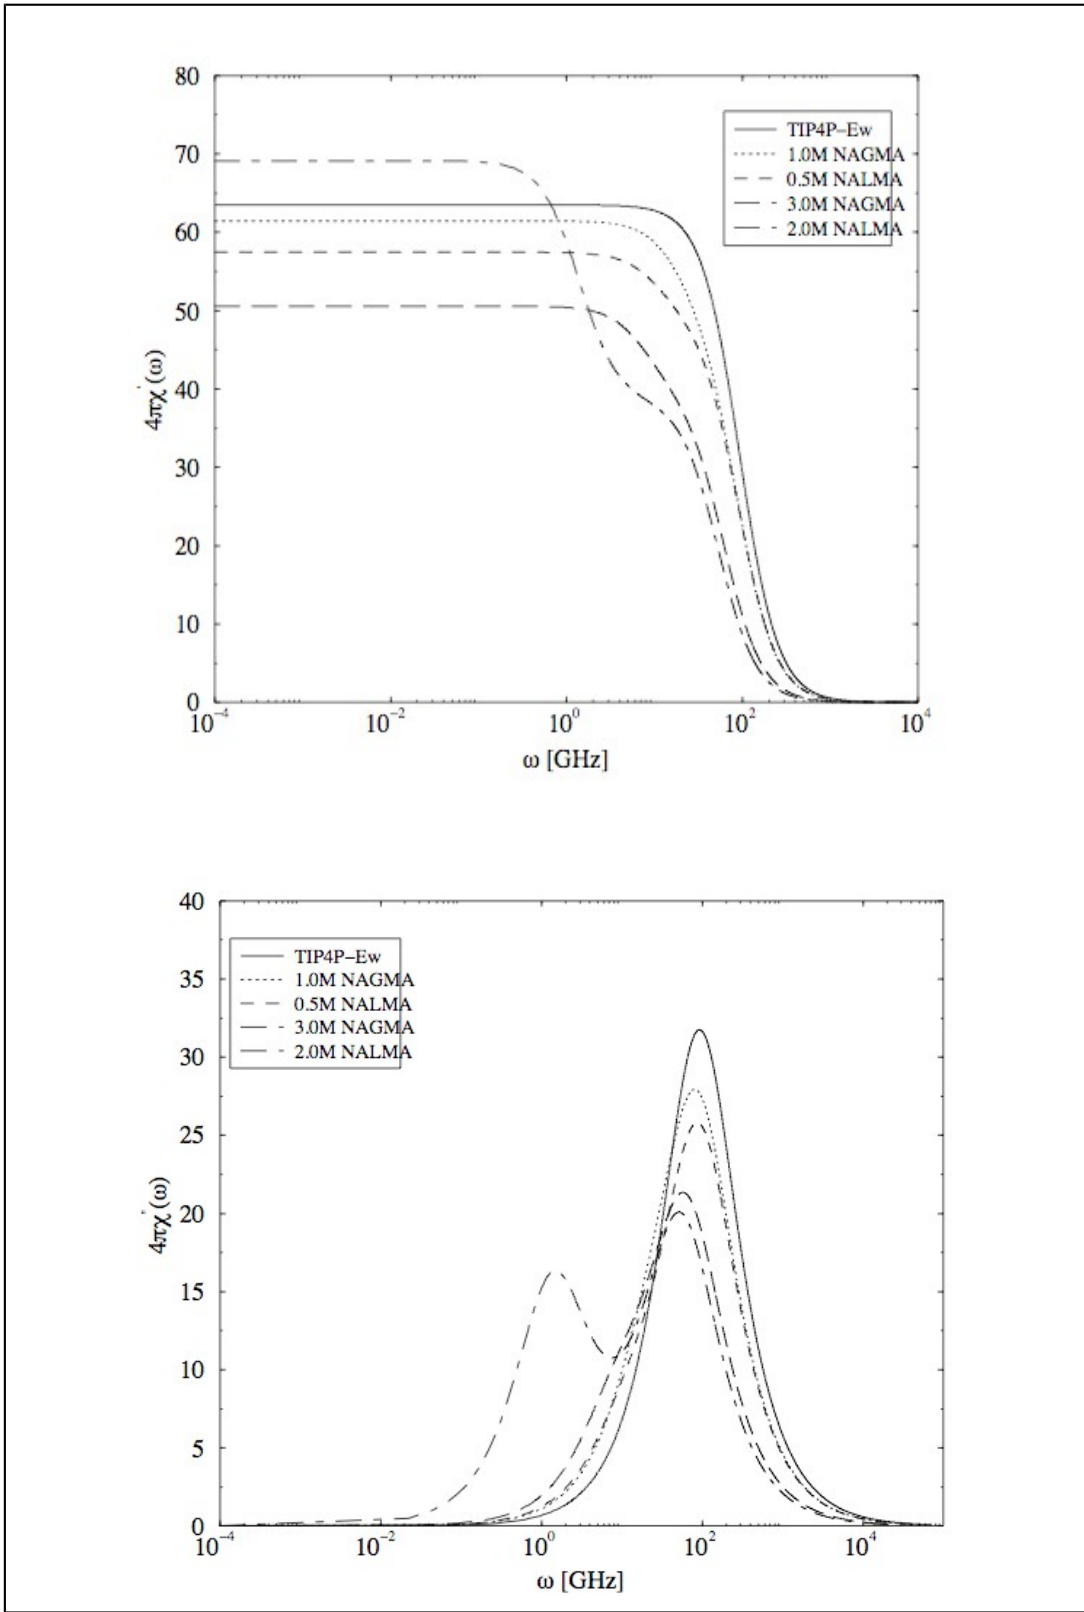 80
70
60
50
40
30
20
10
0
4πχ'(ω)
TIP4P−Ew
1.0M NAGMA
0.5M NALMA
3.0M NAGMA
2.0M NALMA
10⁻⁴ 10⁻² 10⁰ 10² 10⁴
ω [GHz]
40
35
30
25
20
15
10
5
0
4πχ''(ω)
TIP4P−Ew
1.0M NAGMA
0.5M NALMA
3.0M NAGMA
2.0M NALMA
10⁻⁴ 10⁻² 10⁰ 10² 10⁴
ω [GHz]